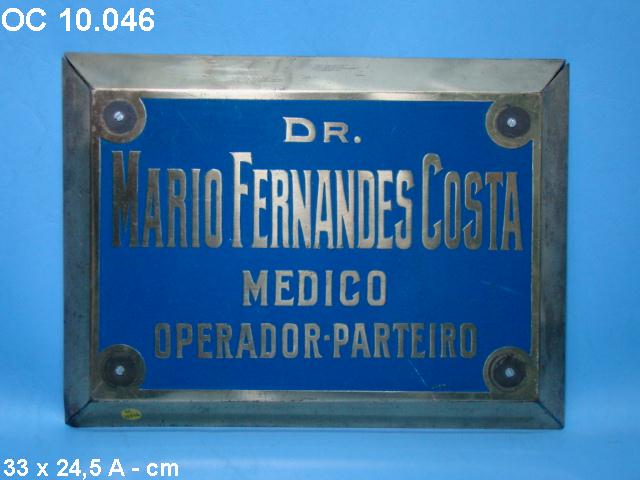 OC 10.046
DR.
MARIO FERNANDES COSTA
MEDICO
OPERADOR-PARTEIRO
33 x 24,5 A - cm